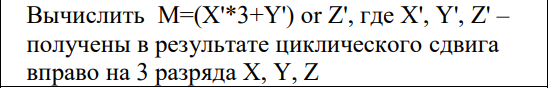 Вычислить  M=(X'*3+Y') or Z', где X', Y', Z' –
получены в результате циклического сдвига
вправо на 3 разряда X, Y, Z